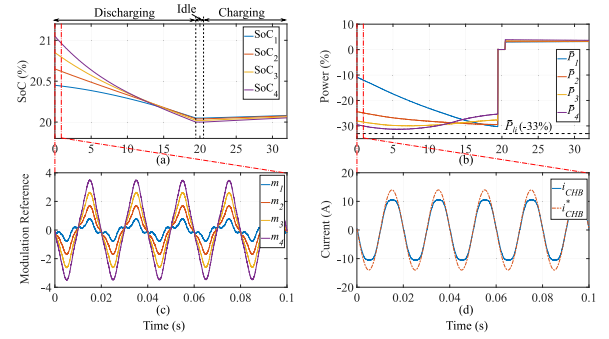 Discharging Idle Charging
SoC (%)
21
20.5
20
SoC₁
SoC₂
SoC₃
SoC₄
0 5 10 15 20 25 30
(a)
Power (%)
10
0
-10
-20
-30
-40
P̄₁
P̄₂
P̄₃
P̄₄
P̄ₗᵢ (-33%)
0 5 10 15 20 25 30
(b)
Modulation Reference
4
2
0
-2
-4
m₁
m₂
m₃
m₄
0 0.02 0.04 0.06 0.08 0.1
(c)
Time (s)
Current (A)
20
10
0
-10
-20
i_CHB
i*_CHB
0 0.02 0.04 0.06 0.08 0.1
(d)
Time (s)